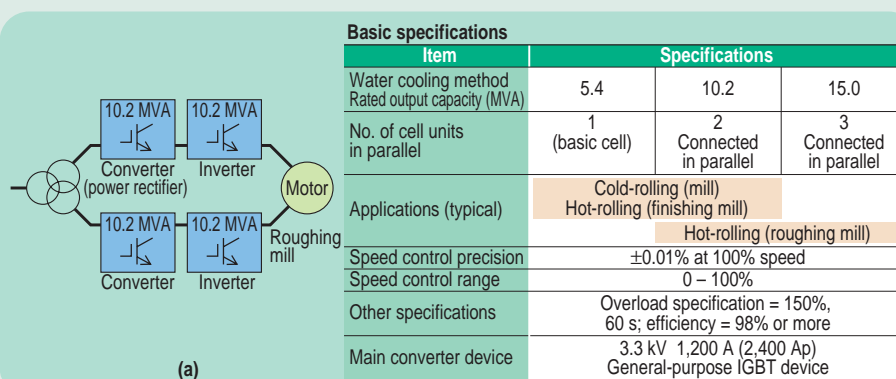 10.2 MVA 10.2 MVA
Converter
(power rectifier)
Inverter
Motor
10.2 MVA 10.2 MVA
Roughing
mill
Converter Inverter
(a)
Basic specifications
Item Specifications
Water cooling method
Rated output capacity (MVA)
5.4 10.2 15.0
No. of cell units
in parallel
1
(basic cell)
2
Connected
in parallel
3
Connected
in parallel
Applications (typical)
Cold-rolling (mill)
Hot-rolling (finishing mill)
Hot-rolling (roughing mill)
Speed control precision ±0.01% at 100% speed
Speed control range 0 – 100%
Other specifications
Overload specification = 150%,
60 s; efficiency = 98% or more
Main converter device
3.3 kV 1,200 A (2,400 Ap)
General-purpose IGBT device